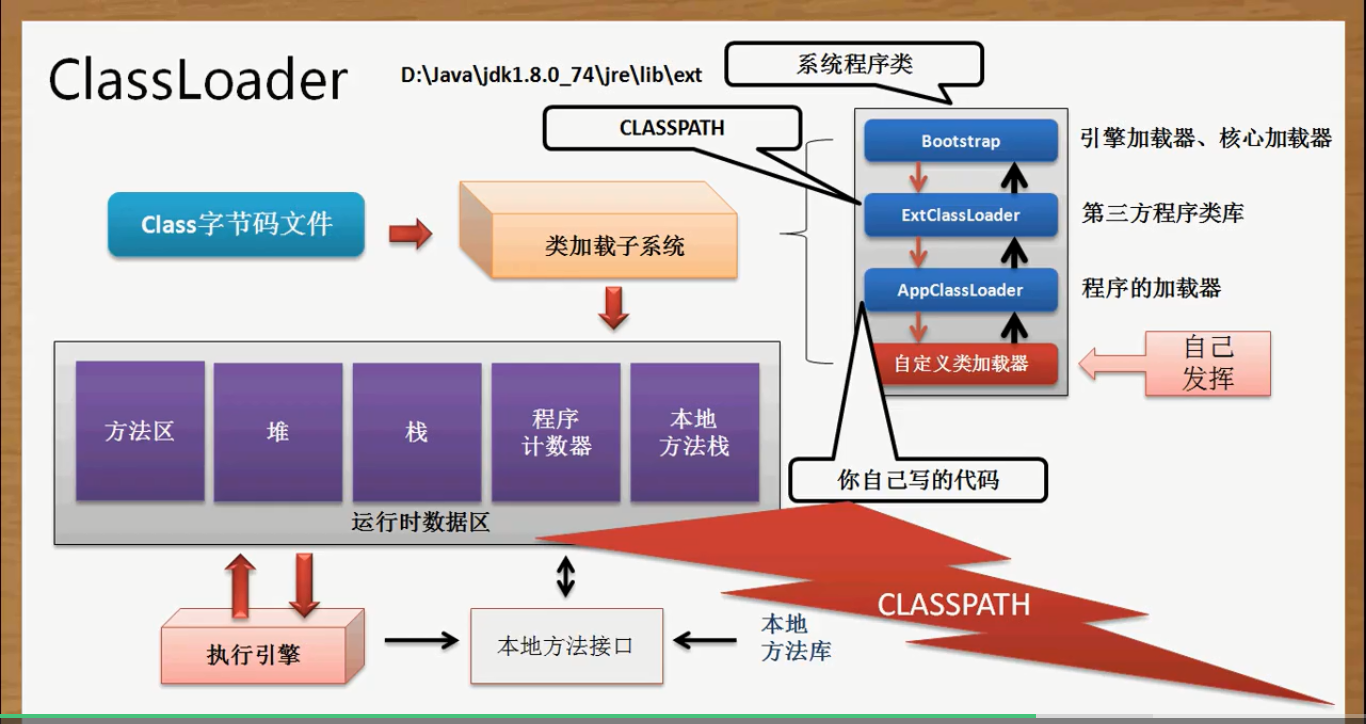 ClassLoader
D:\Java\jdk1.8.0_74\jre\lib\ext
系统程序类
CLASSPATH
Bootstrap
引擎加载器、核心加载器
Class字节码文件
类加载子系统
ExtClassLoader
第三方程序类库
AppClassLoader
程序的加载器
自定义类加载器
自己
发挥
方法区
堆
栈
程序
计数器
本地
方法栈
你自己写的代码
运行时数据区
CLASSPATH
执行引擎
本地方法接口
本地
方法库